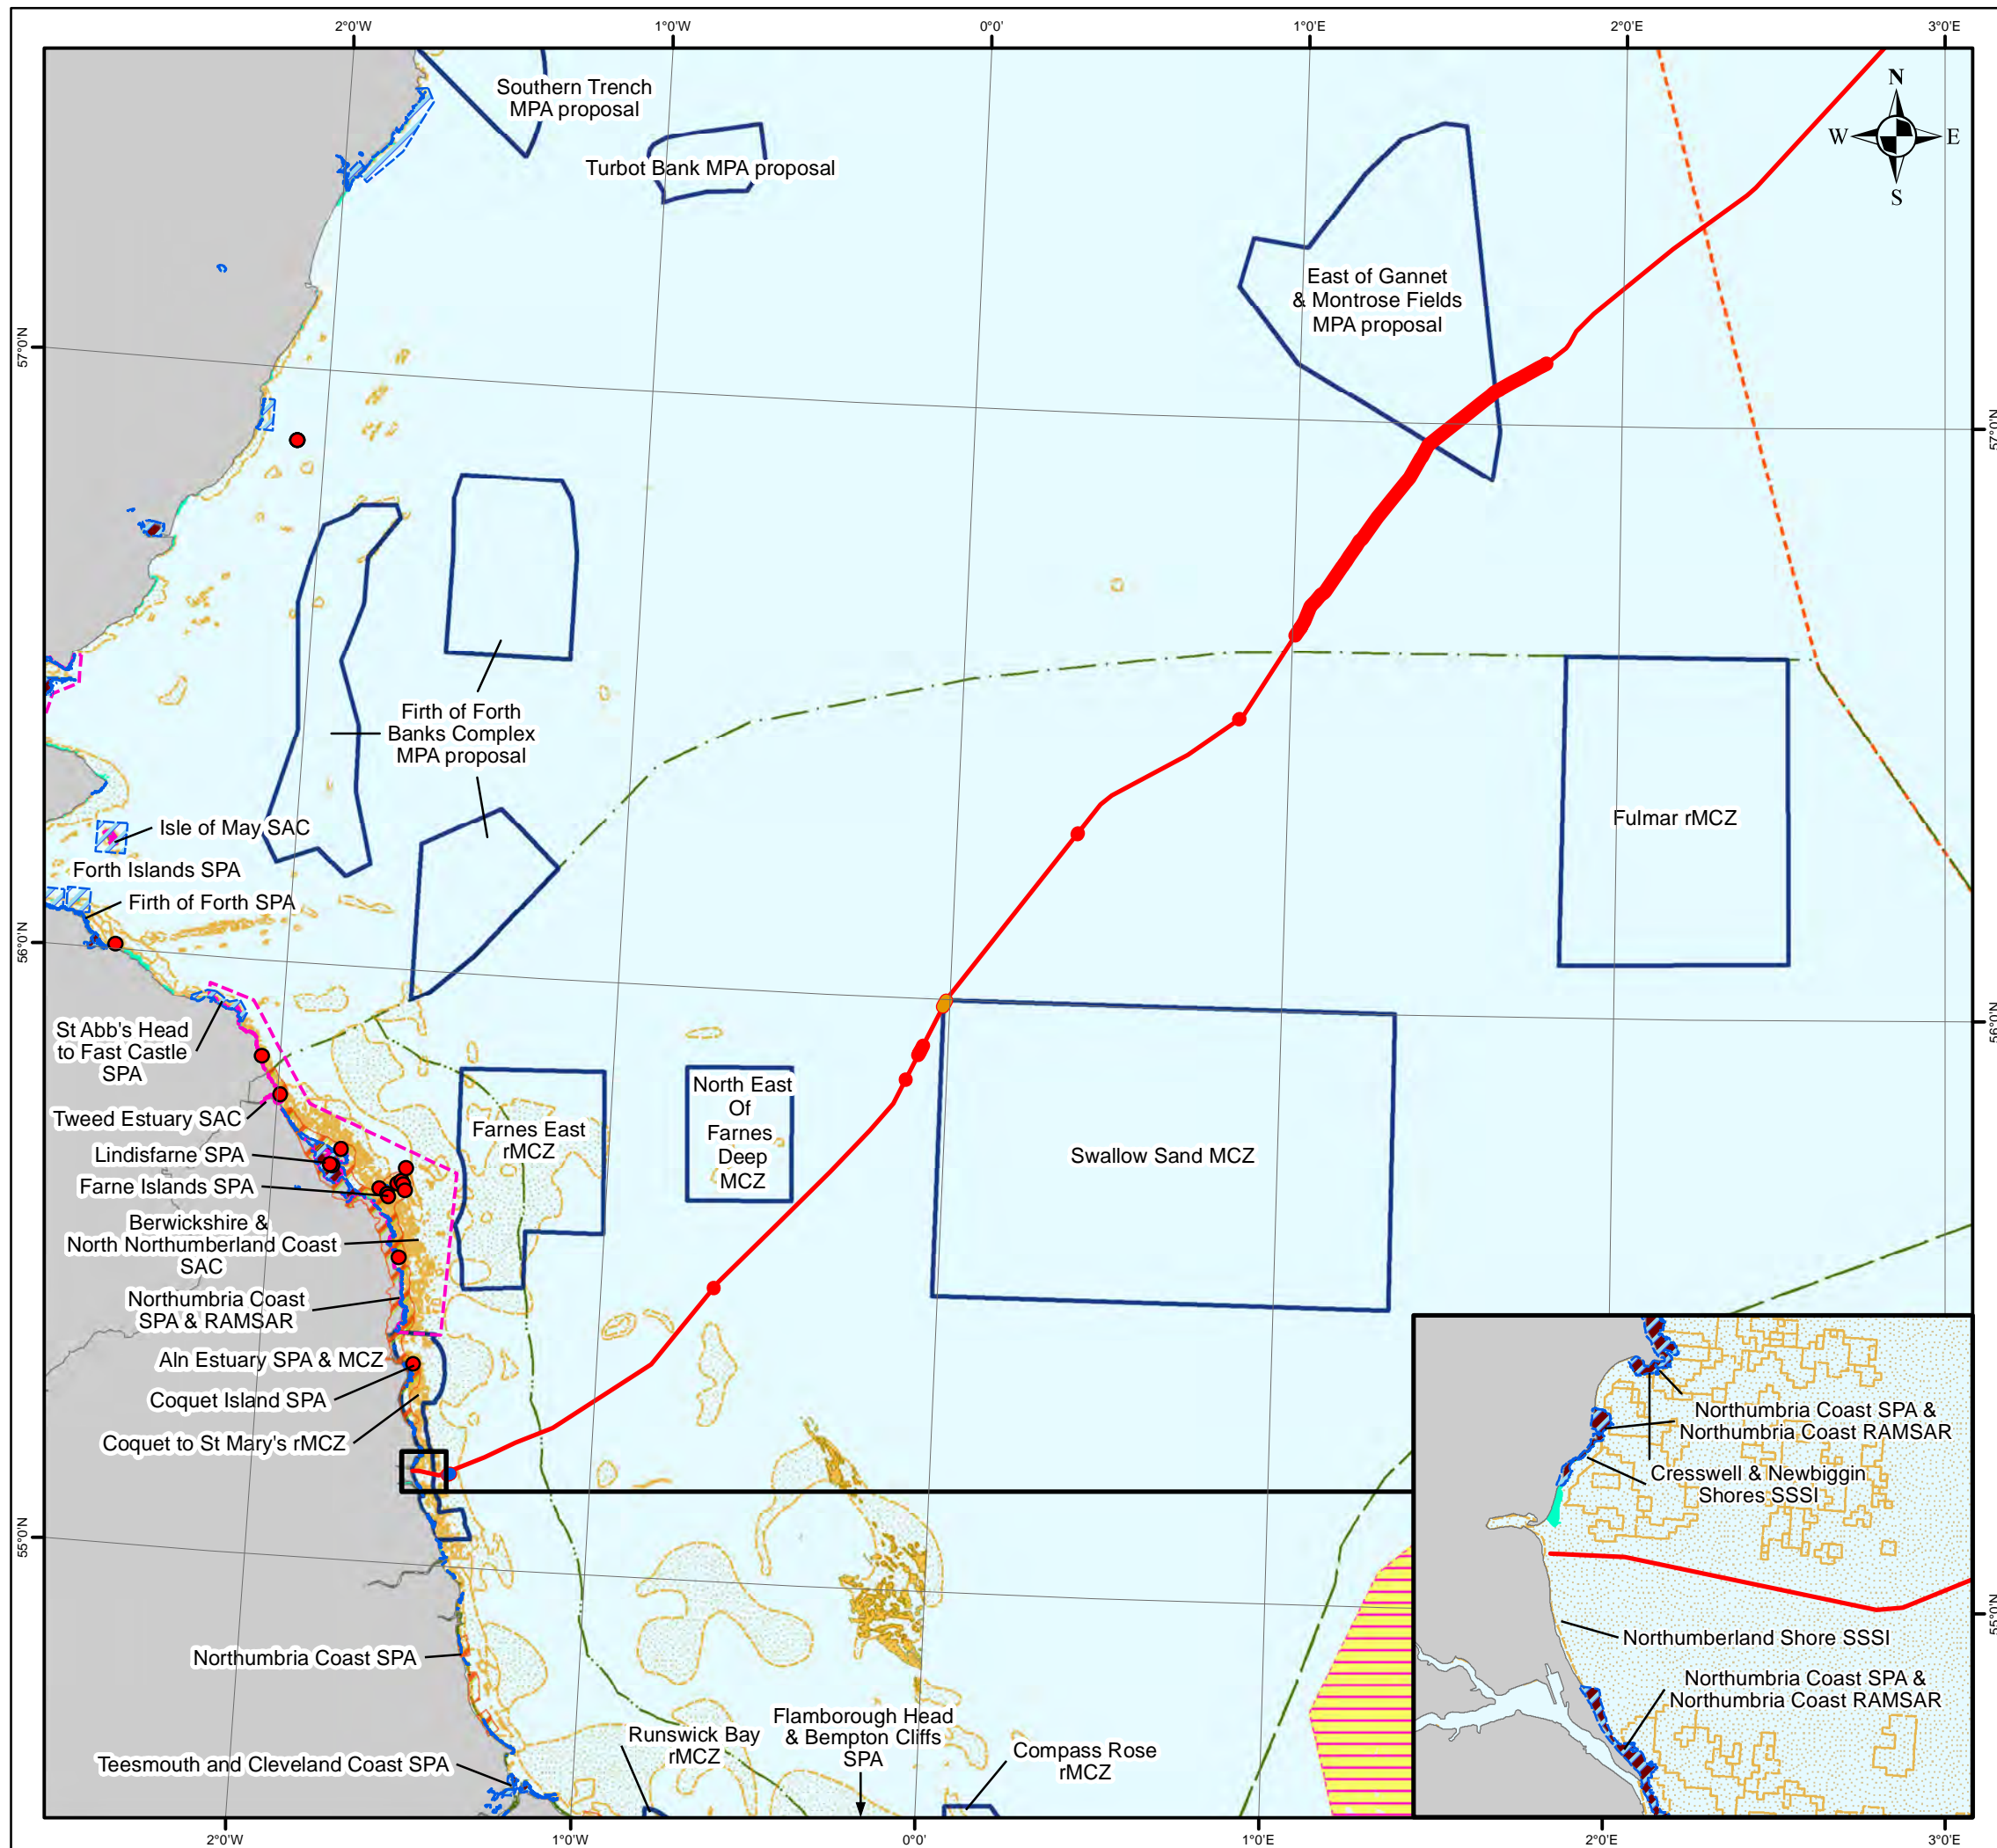 2°0'W
1°0'W
0°0'
1°0'E
2°0'E
3°0'E
Southern Trench
MPA proposal
Turbot Bank MPA proposal
N
W
E
S
East of Gannet
& Montrose Fields
MPA proposal
57°0'N
57°0'N
Firth of Forth
Banks Complex
MPA proposal
Isle of May SAC
Forth Islands SPA
Firth of Forth SPA
Fulmar rMCZ
56°0'N
56°0'N
St Abb's Head
to Fast Castle
SPA
Tweed Estuary SAC
Lindisfarne SPA
Farne Islands SPA
Berwickshire &
North Northumberland Coast
SAC
Northumbria Coast
SPA & RAMSAR
Aln Estuary SPA & MCZ
Coquet Island SPA
Coquet to St Mary's rMCZ
Farnes East
rMCZ
North East
Of
Farnes
Deep
MCZ
Swallow Sand MCZ
55°0'N
55°0'N
Northumbria Coast SPA &
Northumbria Coast RAMSAR
Cresswell & Newbiggin
Shores SSSI
Northumberland Shore SSSI
Northumbria Coast SPA &
Northumbria Coast RAMSAR
Northumbria Coast SPA
Teesmouth and Cleveland Coast SPA
Runswick Bay
rMCZ
Flamborough Head
& Bempton Cliffs
SPA
Compass Rose
rMCZ
2°0'W
1°0'W
0°0'
1°0'E
2°0'E
3°0'E